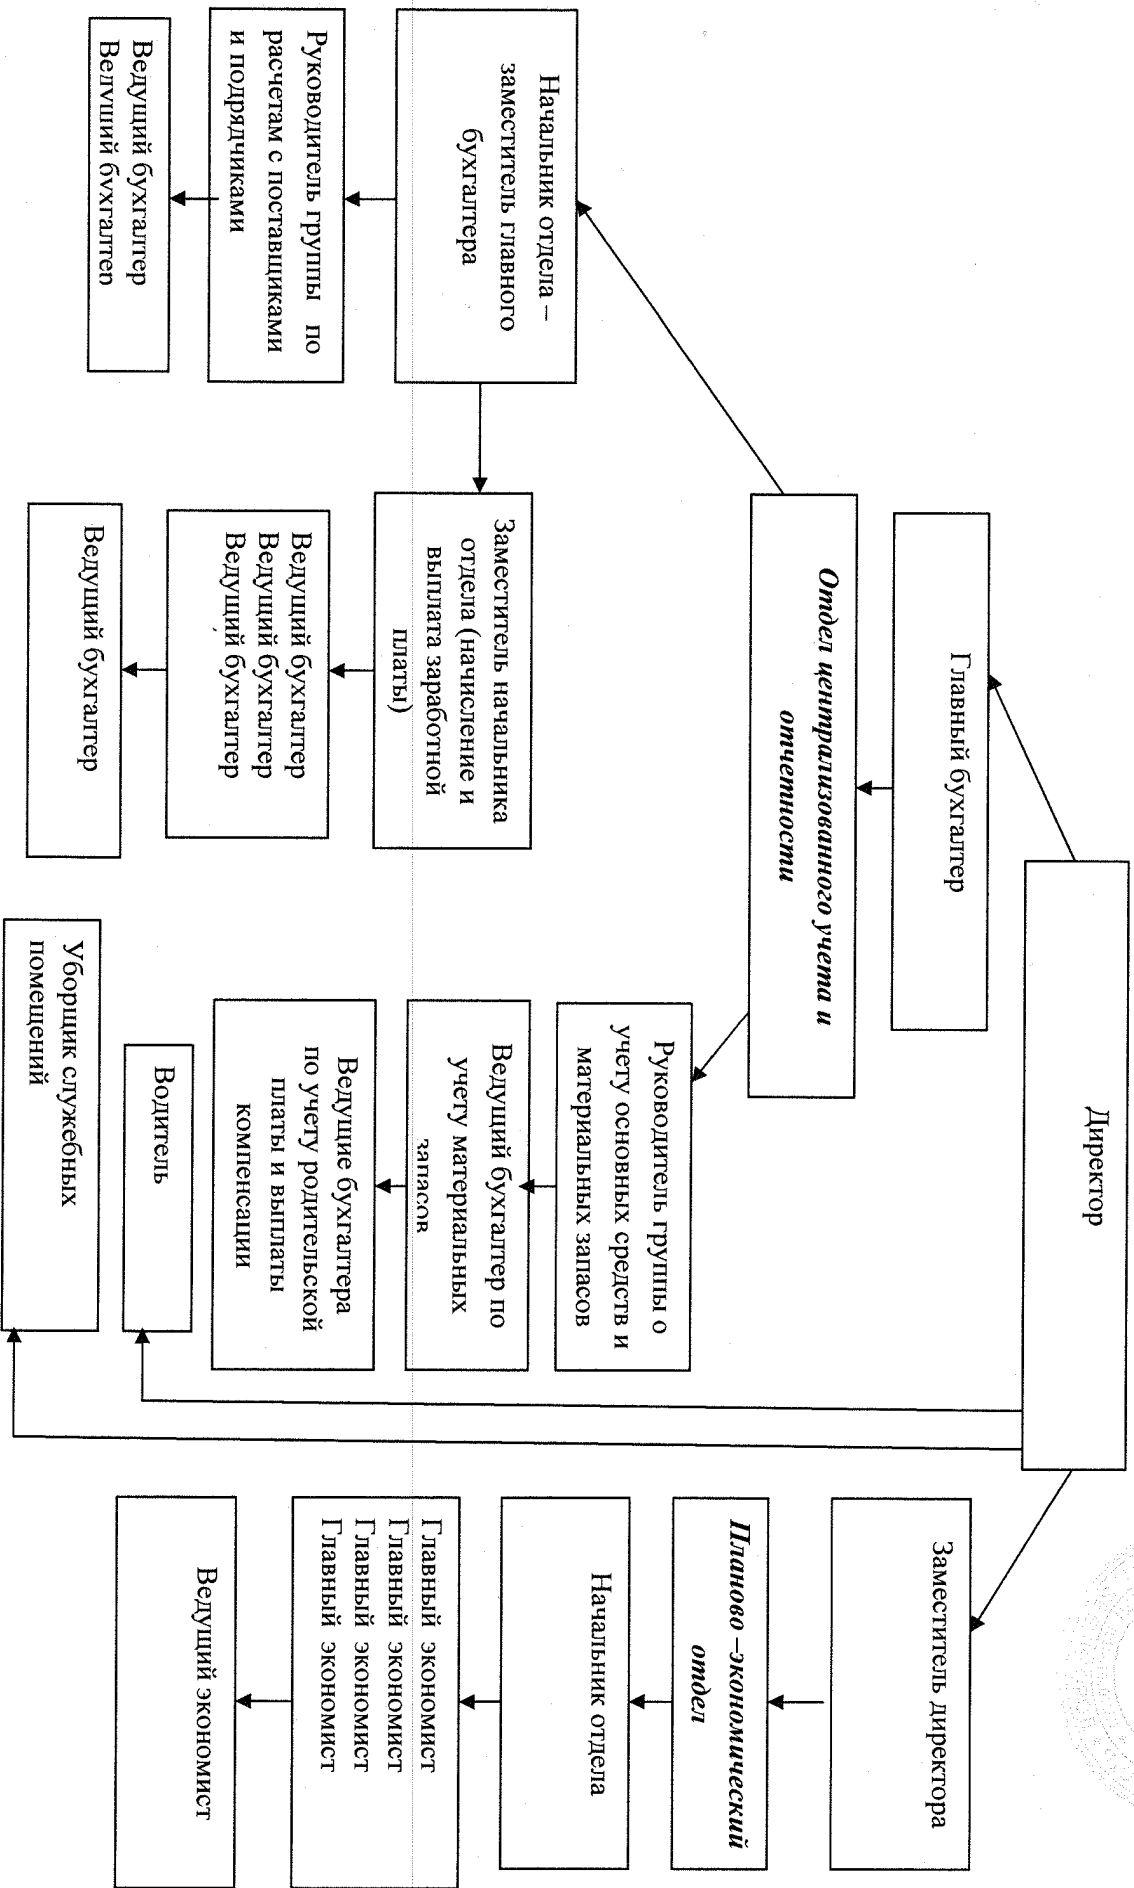 Директор
Главный бухгалтер
Заместитель директора
Отдел централизованного учета и
отчетности
Планово –экономический
отдел
Начальник отдела –
заместитель главного
бухгалтера
Заместитель начальника
отдела (начисление и
выплата заработной
платы)
Руководитель группы о
учету основных средств и
материальных запасов
Начальник отдела
Руководитель группы по
расчетам с поставщиками
и подрядчиками
Ведущий бухгалтер
Ведущий бухгалтер
Ведущий бухгалтер
Ведущий бухгалтер по
учету материальных
запасов
Главный экономист
Главный экономист
Главный экономист
Главный экономист
Ведущий бухгалтер
Ведущий бухгалтер
Ведущий бухгалтер
Ведущие бухгалтера
по учету родительской
платы и выплаты
компенсации
Ведущий экономист
Водитель
Уборщик служебных
помещений